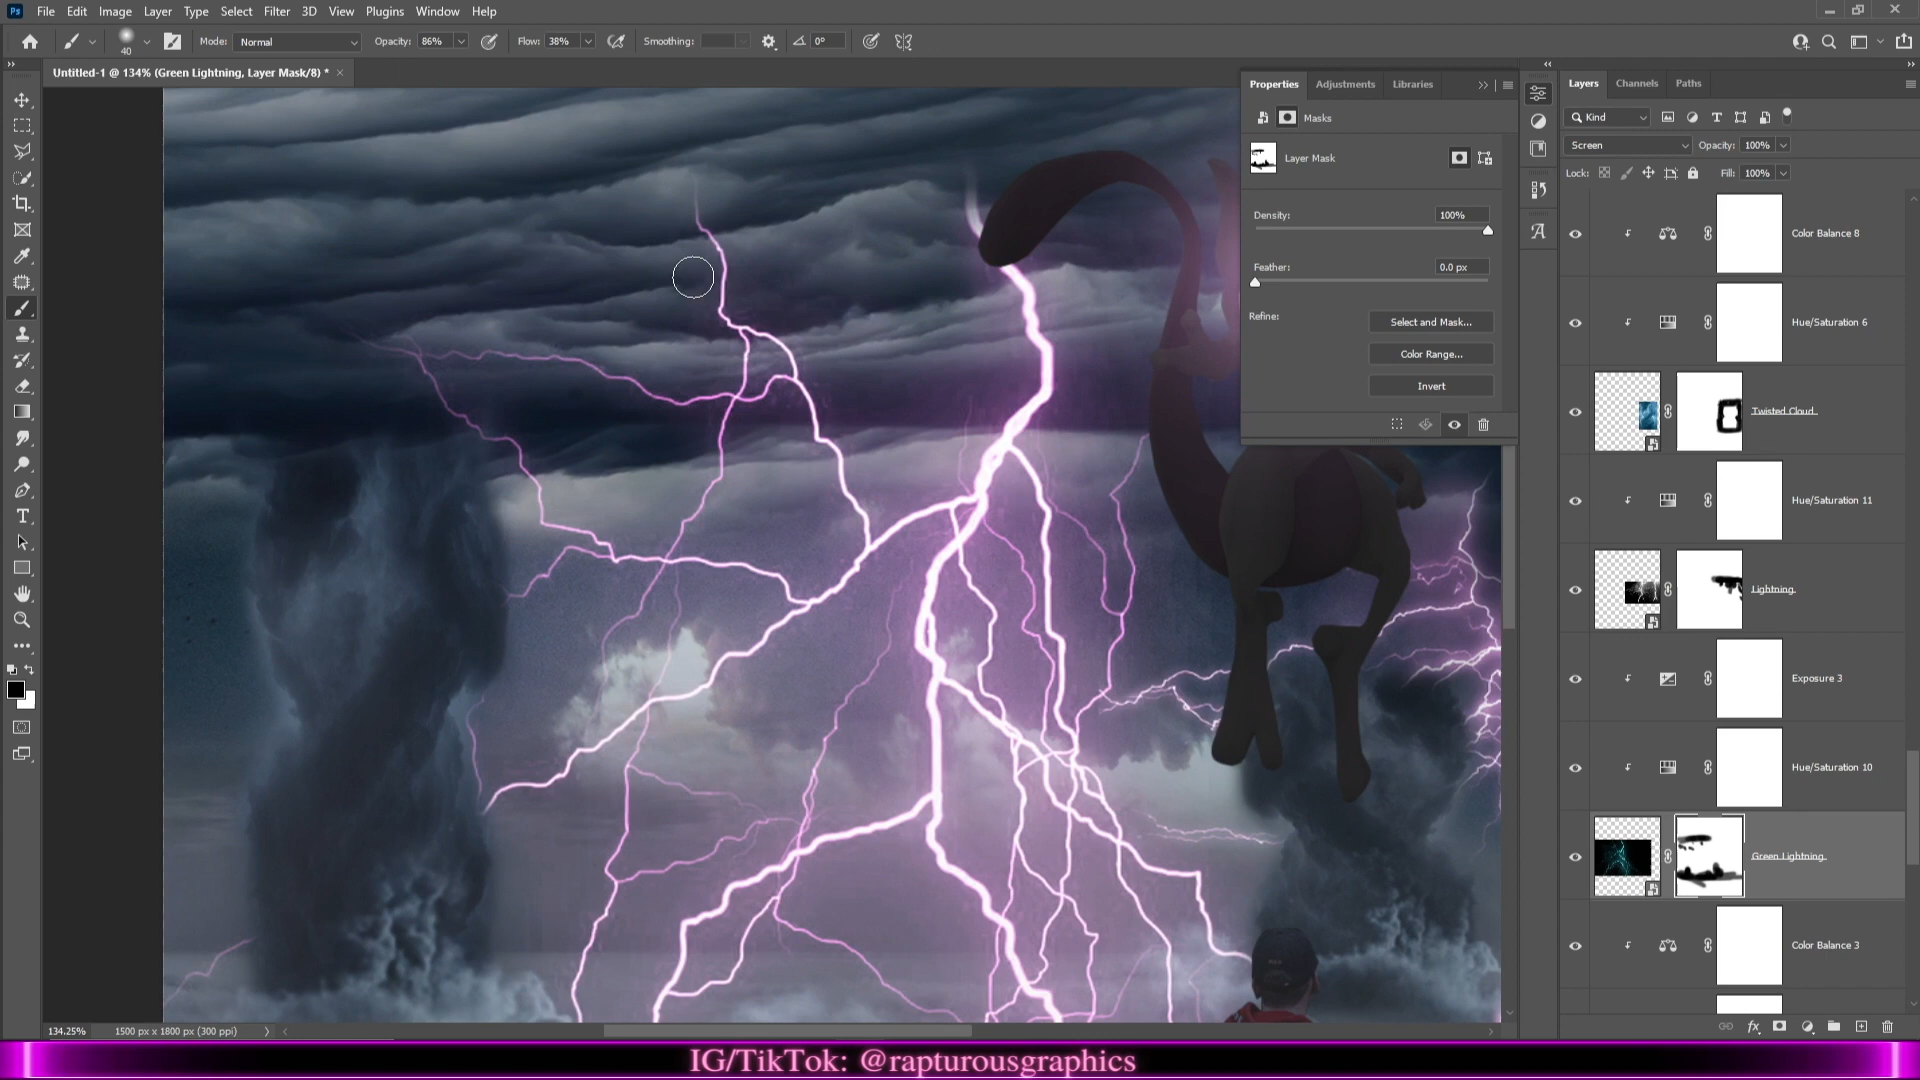 Ps File Edit Image Layer Type Select Filter 3D View Plugins Window Help
40 Mode: Normal Opacity: 86% Flow: 38% Smoothing: 0°
Untitled-1 @ 134% (Green Lightning, Layer Mask/8) *
Properties Adjustments Libraries
Masks
Layer Mask
Density: 100%
Feather: 0.0 px
Refine: Select and Mask...
Color Range...
Invert
Layers Channels Paths
Kind
Screen Opacity: 100%
Lock: Fill: 100%
Color Balance 8
Hue/Saturation 6
Twisted Cloud
Hue/Saturation 11
Lightning
Exposure 3
Hue/Saturation 10
Green Lightning
Color Balance 3
fx
134.25% 1500 px x 1800 px (300 ppi)
IG/TikTok: @rapturousgraphics